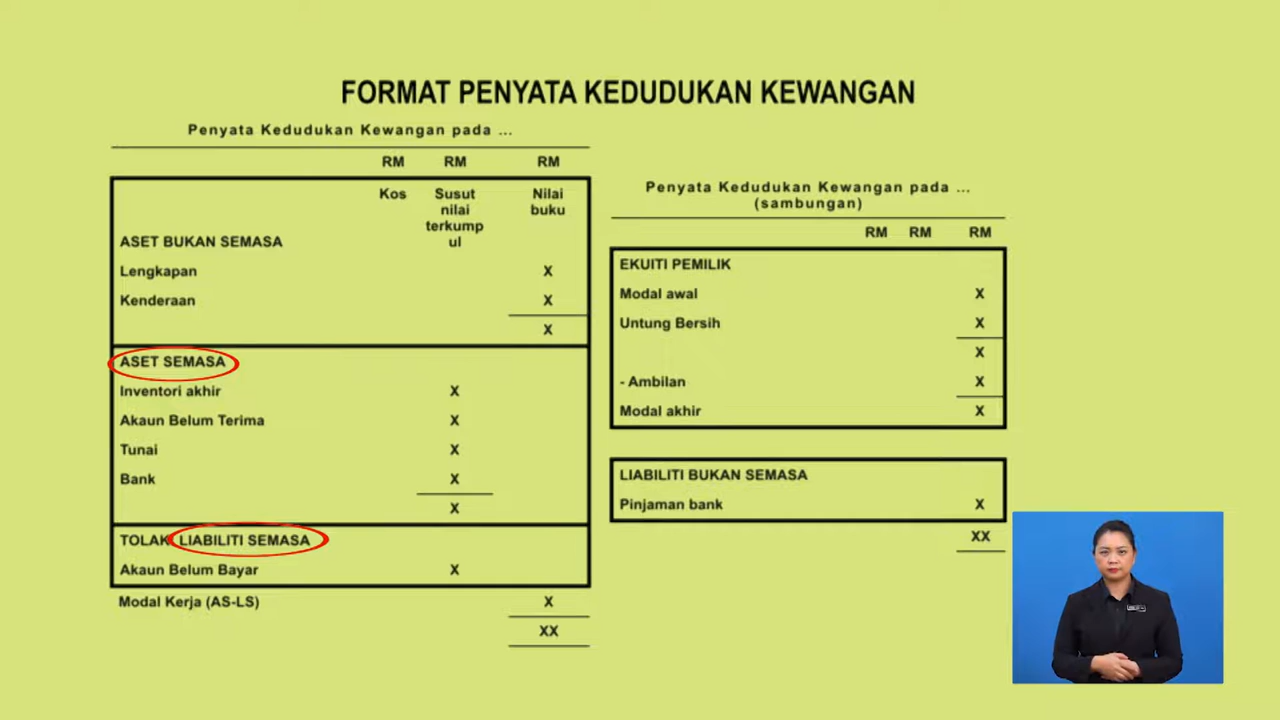 FORMAT PENYATA KEDUDUKAN KEWANGAN
Penyata Kedudukan Kewangan pada ...
RM RM RM
Kos Susut nilai terkumpul Nilai buku
ASET BUKAN SEMASA
Lengkapan X
Kenderaan X
X
ASET SEMASA
Inventori akhir X
Akaun Belum Terima X
Tunai X
Bank X
X
TOLAK LIABILITI SEMASA
Akaun Belum Bayar X
Modal Kerja (AS-LS) X
XX
Penyata Kedudukan Kewangan pada ...
(sambungan)
RM RM RM
EKUITI PEMILIK
Modal awal X
Untung Bersih X
X
- Ambilan X
Modal akhir X
LIABILITI BUKAN SEMASA
Pinjaman bank X
XX